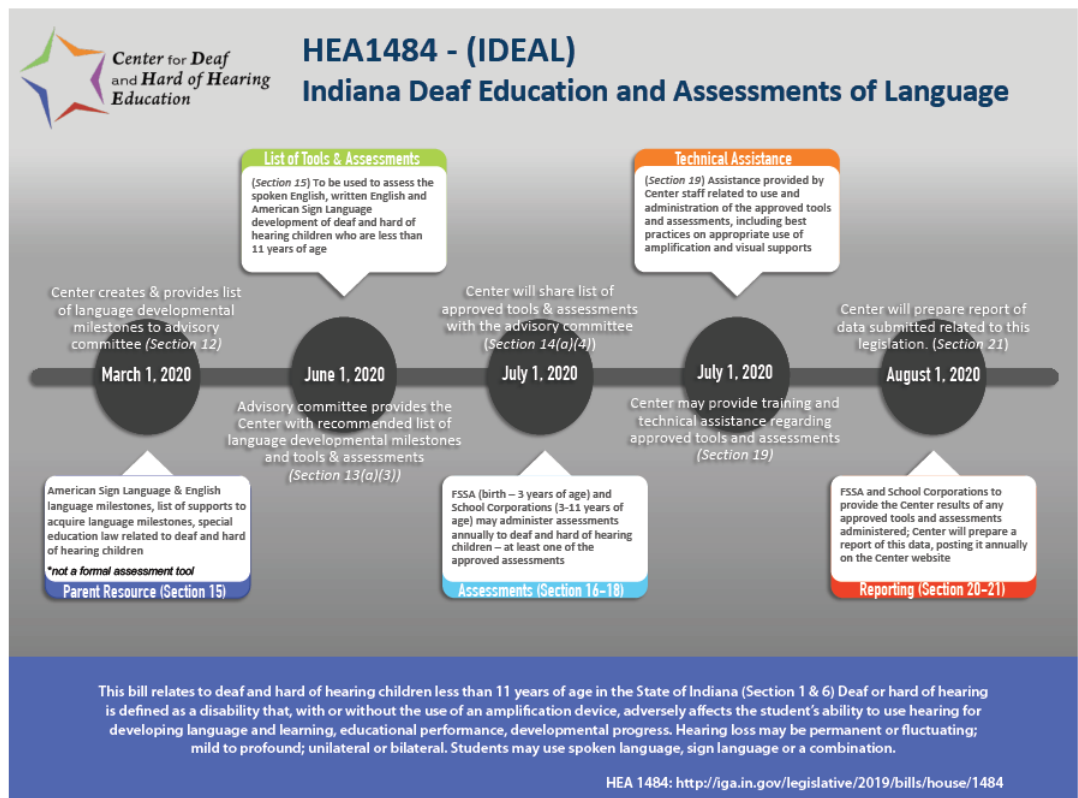 Center for Deaf
and Hard of Hearing
Education
HEA1484 - (IDEAL)
Indiana Deaf Education and Assessments of Language
List of Tools & Assessments
(Section 15) To be used to assess the
spoken English, written English and
American Sign Language
development of deaf and hard of
hearing children who are less than
11 years of age
Technical Assistance
(Section 19) Assistance provided by
Center staff related to use and
administration of the approved tools
and assessments, including best
practices on appropriate use of
amplification and visual supports
Center creates & provides list
of language developmental
milestones to advisory
committee (Section 12)
March 1, 2020
June 1, 2020
Advisory committee provides the
Center with recommended list of
language developmental milestones
and tools & assessments
(Section 13(a)(3))
Center will share list of
approved tools & assessments
with the advisory committee
(Section 14(a)(4))
July 1, 2020
July 1, 2020
Center may provide training and
technical assistance regarding
approved tools and assessments
(Section 19)
Center will prepare report of
data submitted related to this
legislation. (Section 21)
August 1, 2020
American Sign Language & English
language milestones, list of supports to
acquire language milestones, special
education law related to deaf and hard
of hearing children
*not a formal assessment tool
Parent Resource (Section 15)
FSSA (birth – 3 years of age) and
School Corporations (3-11 years of
age) may administer assessments
annually to deaf and hard of hearing
children – at least one of the
approved assessments
Assessments (Section 16-18)
FSSA and School Corporations to
provide the Center results of any
approved tools and assessments
administered; Center will prepare a
report of this data, posting it annually
on the Center website
Reporting (Section 20-21)
This bill relates to deaf and hard of hearing children less than 11 years of age in the State of Indiana (Section 1 & 6) Deaf or hard of hearing
is defined as a disability that, with or without the use of an amplification device, adversely affects the student's ability to use hearing for
developing language and learning, educational performance, developmental progress. Hearing loss may be permanent or fluctuating;
mild to profound; unilateral or bilateral. Students may use spoken language, sign language or a combination.
HEA 1484: http://iga.in.gov/legislative/2019/bills/house/1484